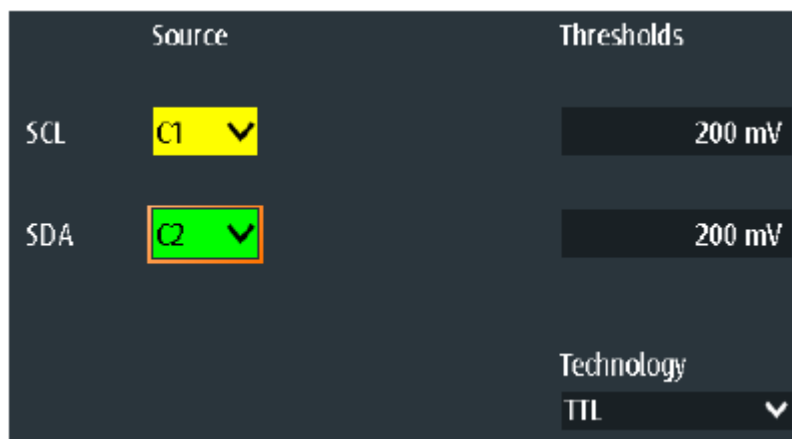 Source Thresholds
SCL C1 200 mV
SDA C2 200 mV
Technology
TTL